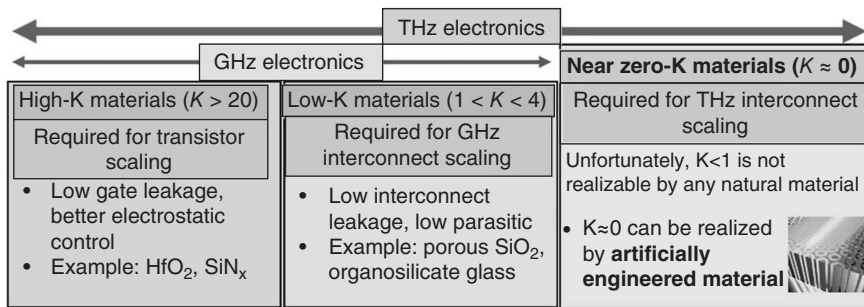 THz electronics
GHz electronics
High-K materials (K > 20)
Required for transistor
scaling
• Low gate leakage,
better electrostatic
control
• Example: HfO₂, SiNₓ
Low-K materials (1 < K < 4)
Required for GHz
interconnect scaling
• Low interconnect
leakage, low parasitic
• Example: porous SiO₂,
organosilicate glass
Near zero-K materials (K ≈ 0)
Required for THz interconnect
scaling
Unfortunately, K<1 is not
realizable by any natural material
• K≈0 can be realized
by artificially
engineered material